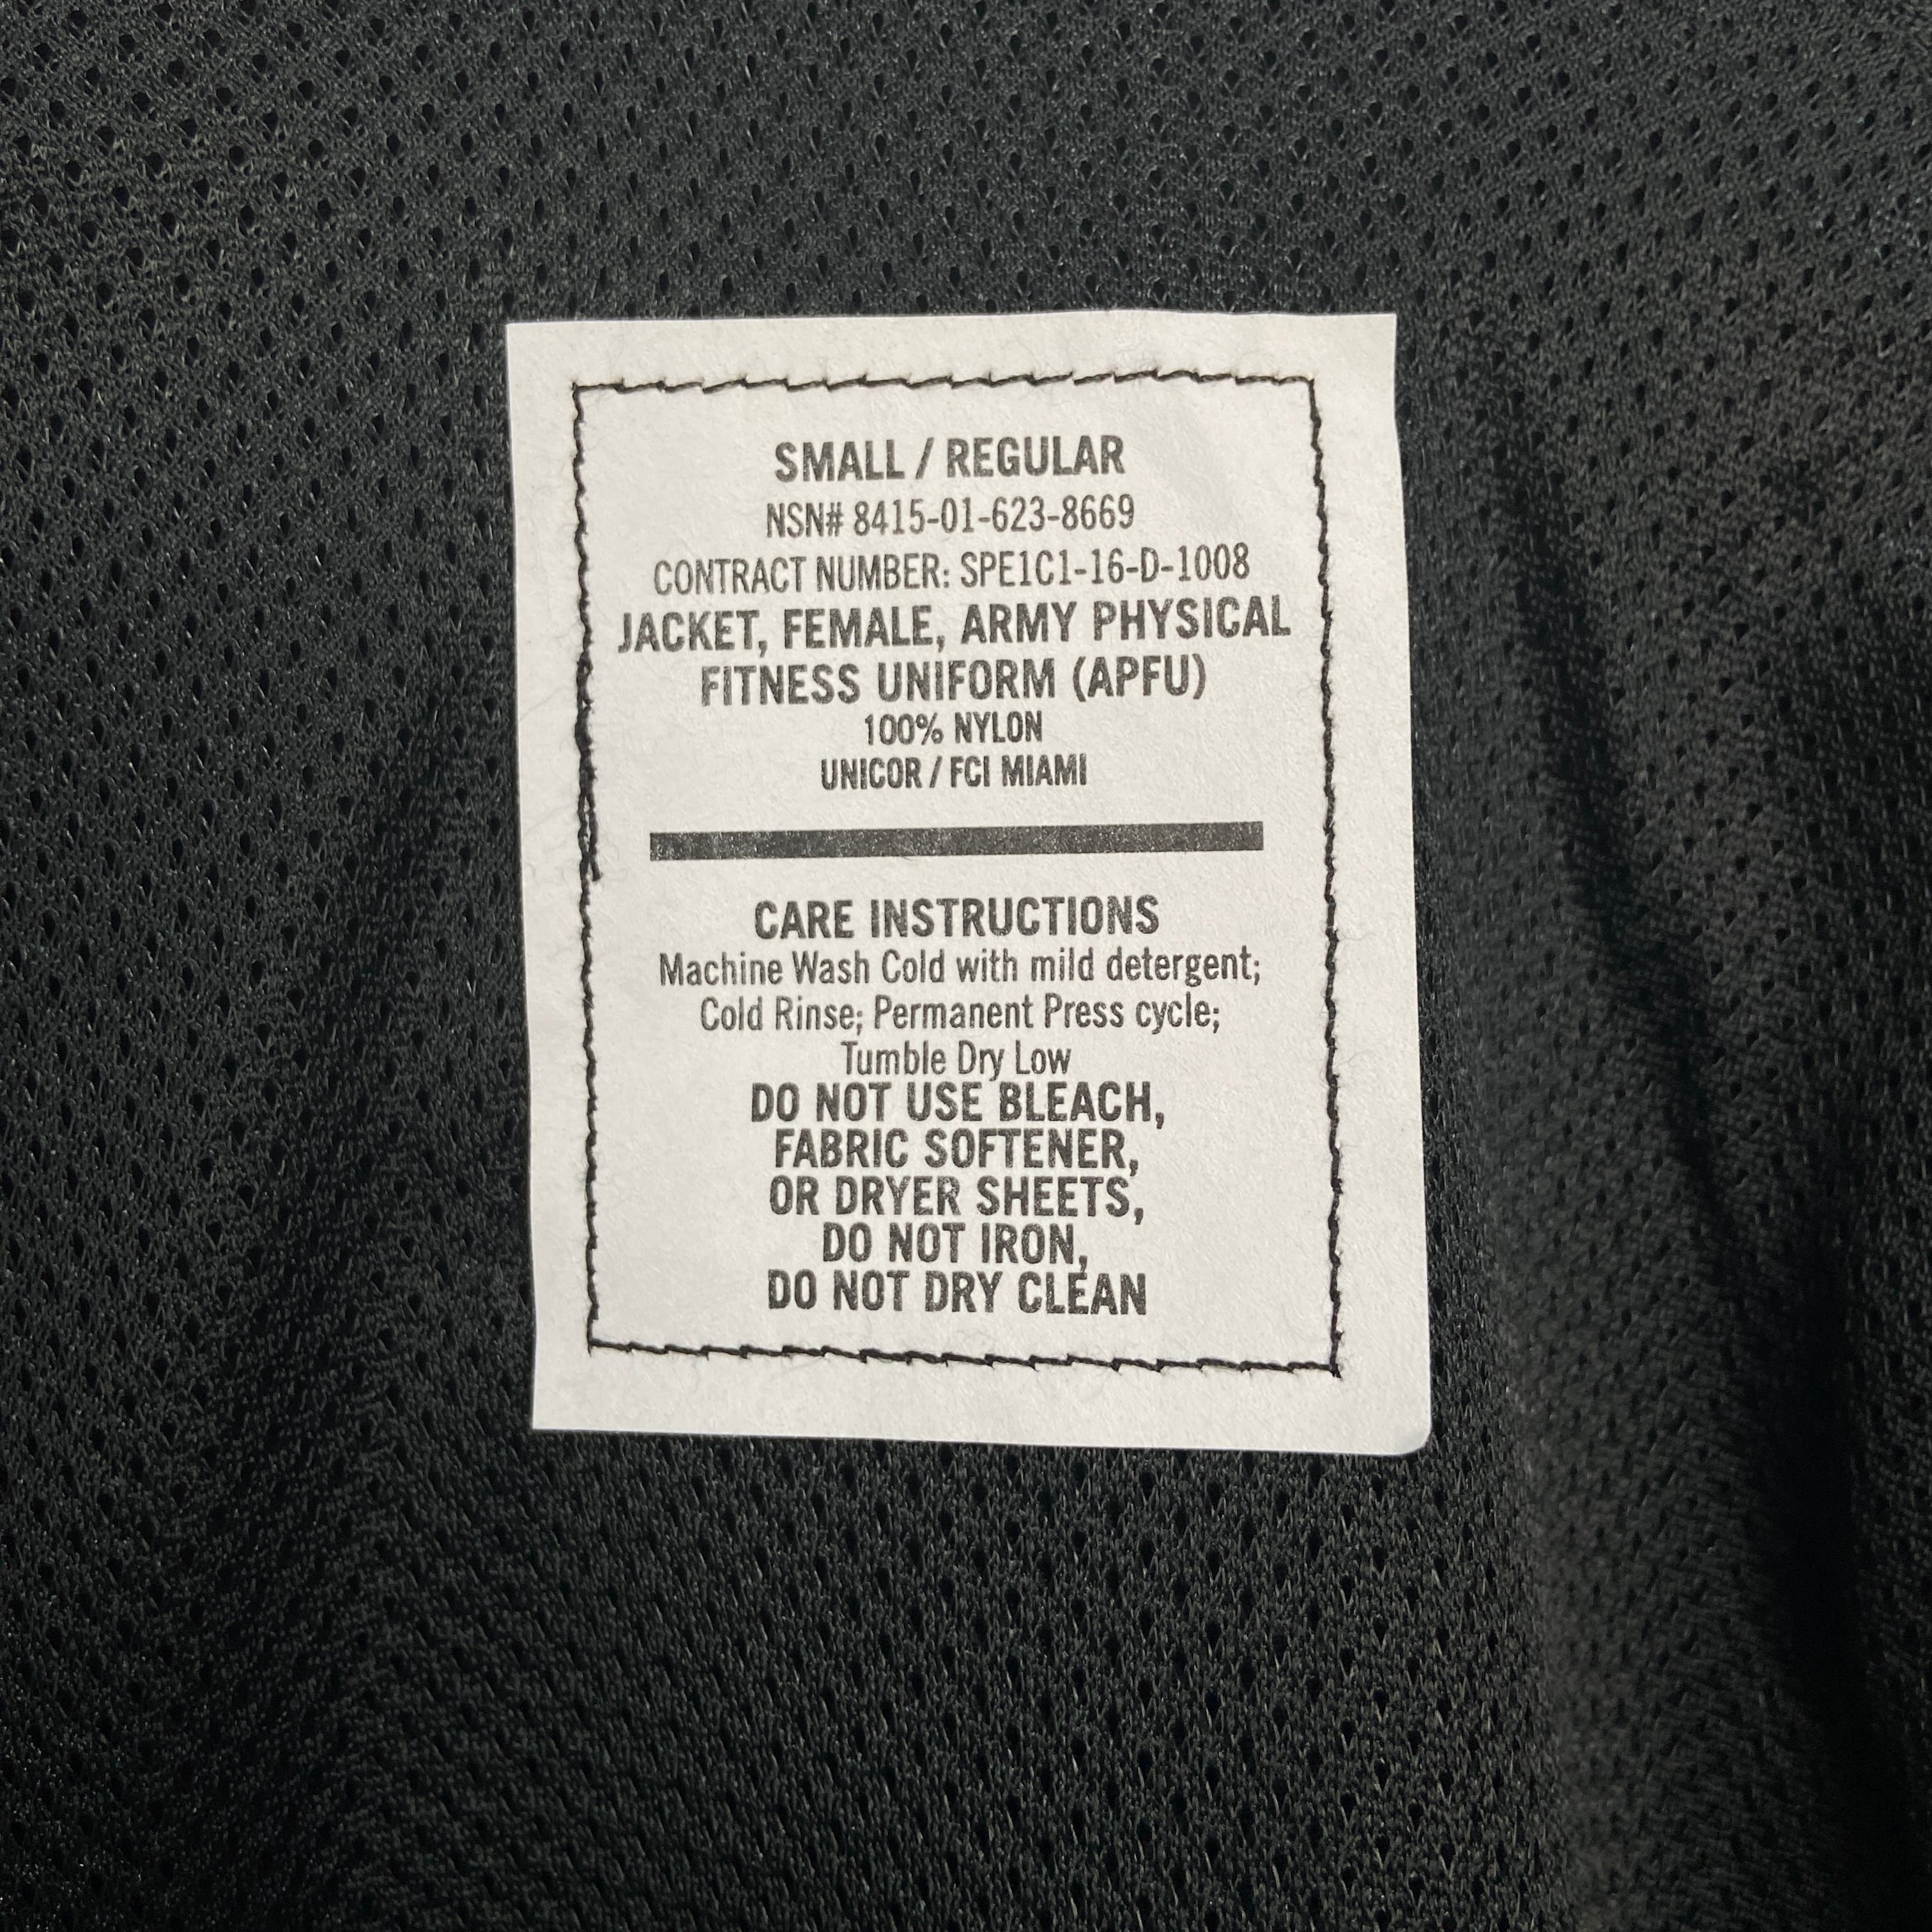 SMALL / REGULAR
NSN# 8415-01-623-8669
CONTRACT NUMBER: SPE1C1-16-D-1008
JACKET, FEMALE, ARMY PHYSICAL
FITNESS UNIFORM (APFU)
100% NYLON
UNICOR / FCI MIAMI
CARE INSTRUCTIONS
Machine Wash Cold with mild detergent;
Cold Rinse; Permanent Press cycle;
Tumble Dry Low
DO NOT USE BLEACH,
FABRIC SOFTENER,
OR DRYER SHEETS,
DO NOT IRON,
DO NOT DRY CLEAN